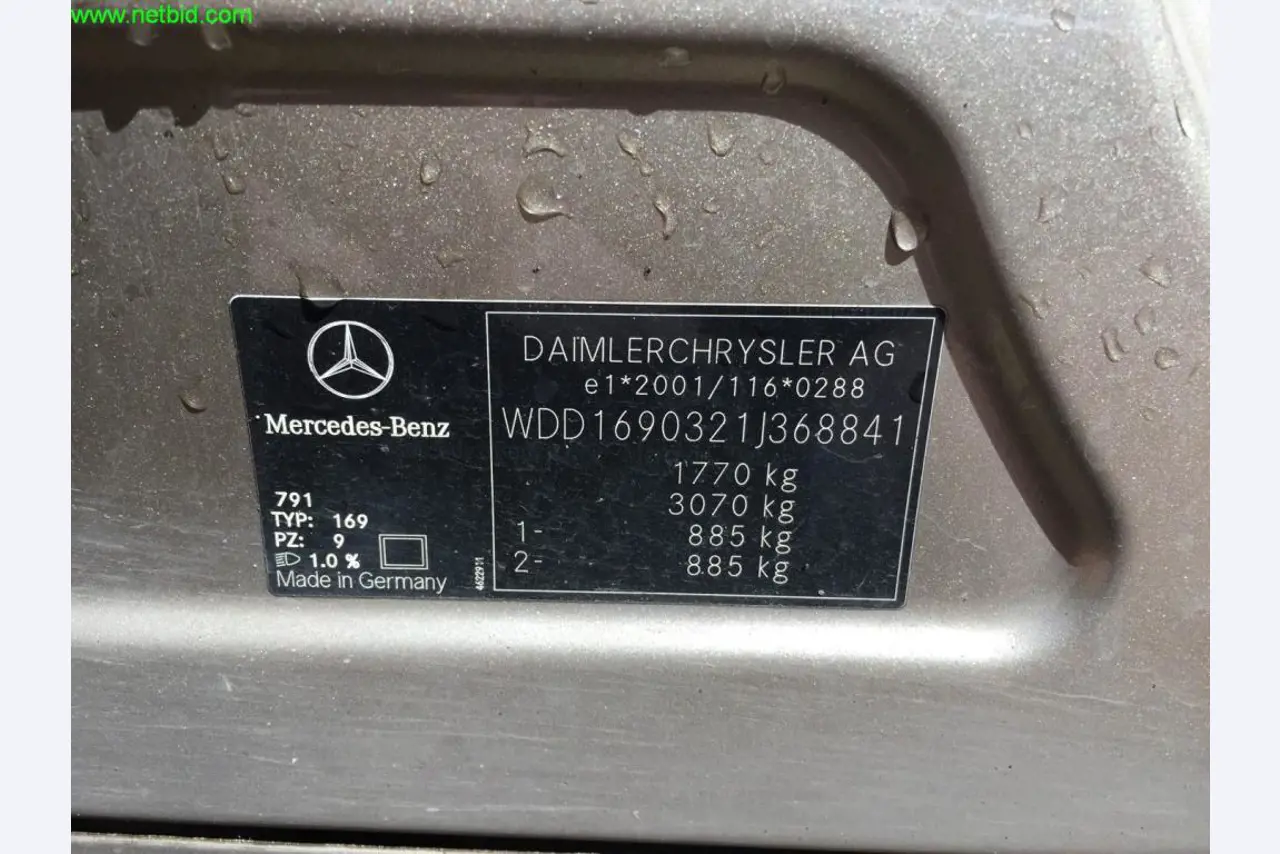 www.netbid.com
Mercedes-Benz
791
TYP: 169
PZ: 9
1.0 %
Made in Germany
4622911
DAIMLERCHRYSLER AG
e1*2001/116*0288
WDD1690321J368841
1770 kg
3070 kg
1- 885 kg
2- 885 kg